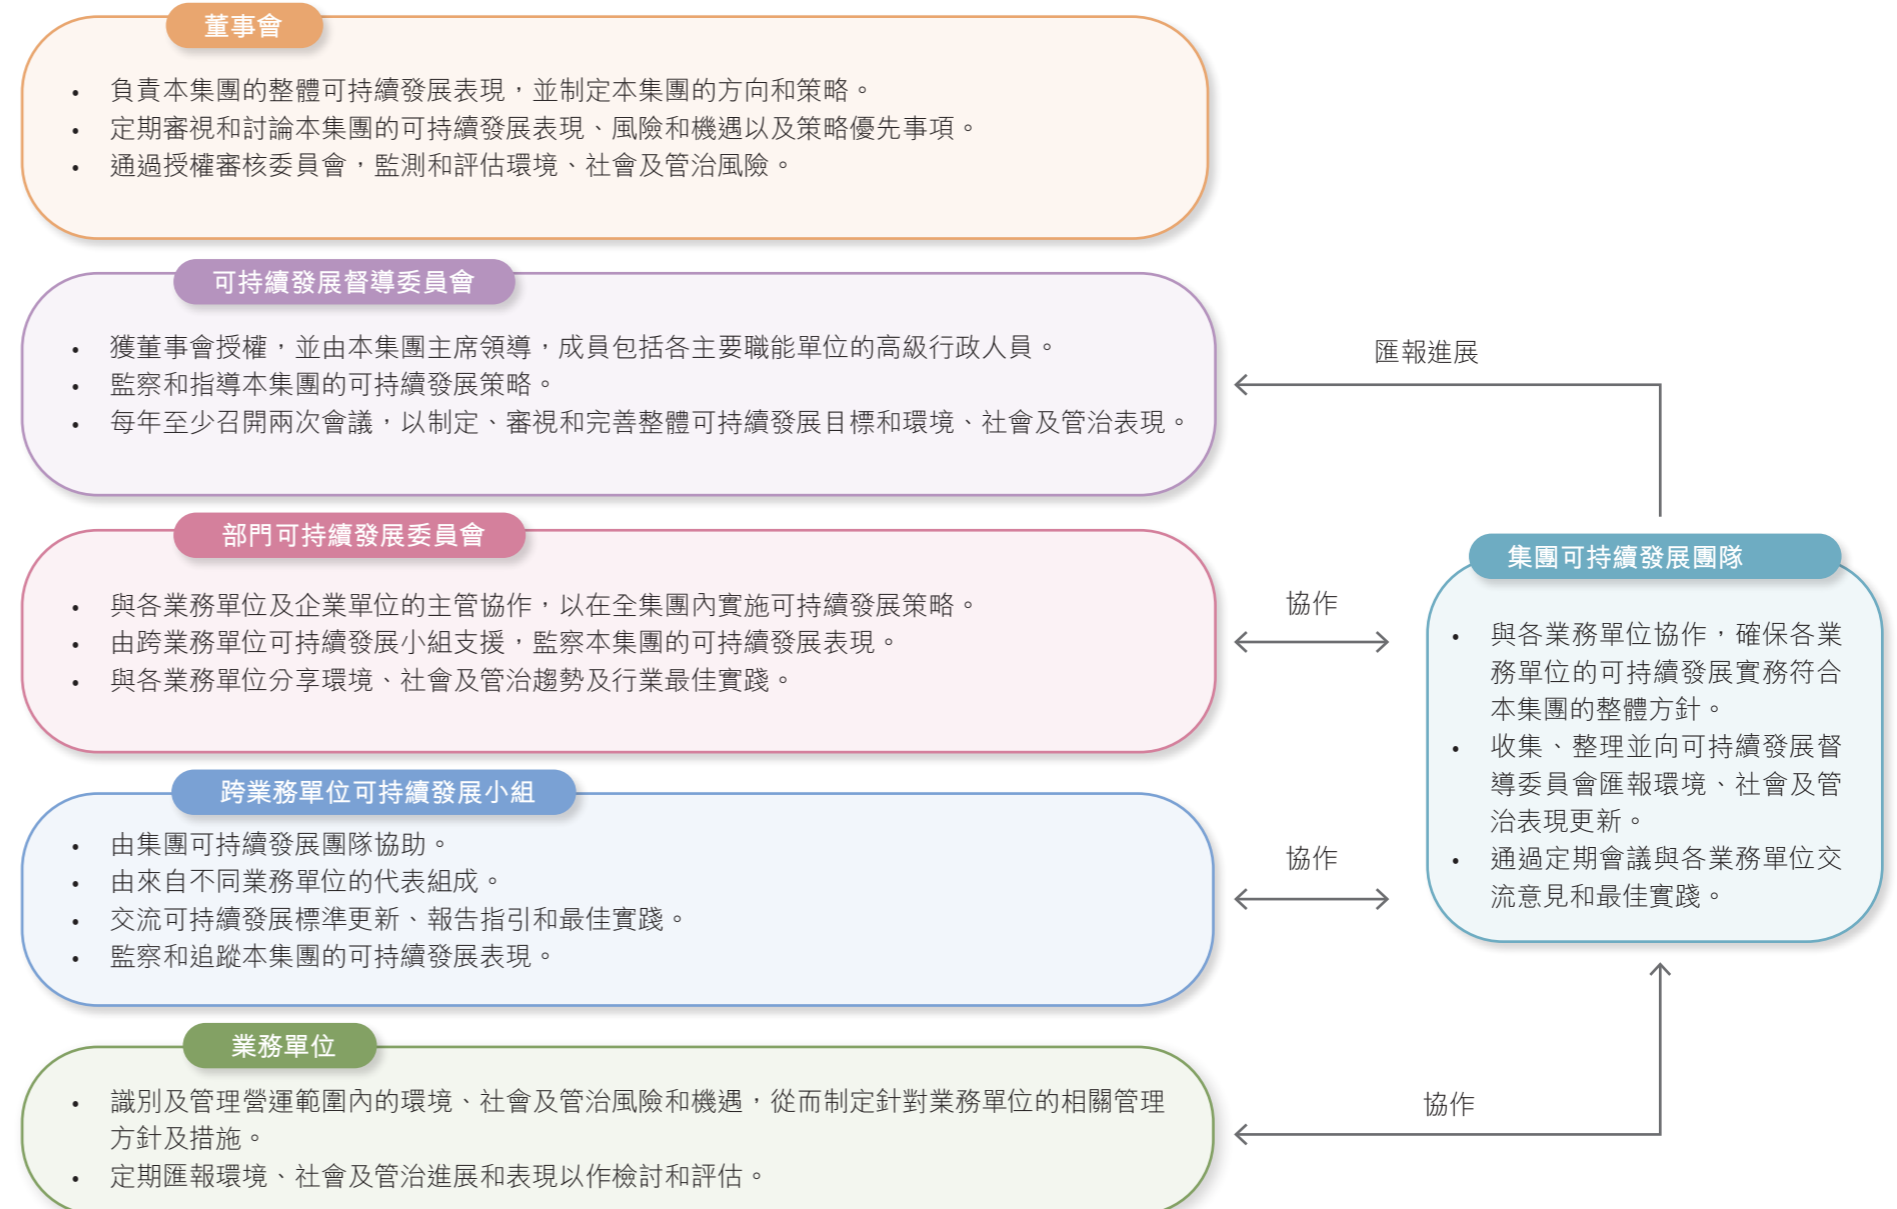 董事會
• 負責本集團的整體可持續發展表現，並制定本集團的方向和策略。
• 定期審視和討論本集團的可持續發展表現、風險和機遇以及策略優先事項。
• 通過授權審核委員會，監測和評估環境、社會及管治風險。
可持續發展督導委員會
• 獲董事會授權，並由本集團主席領導，成員包括各主要職能單位的高級行政人員。
• 監察和指導本集團的可持續發展策略。
• 每年至少召開兩次會議，以制定、審視和完善整體可持續發展目標和環境、社會及管治表現。
匯報進展
部門可持續發展委員會
• 與各業務單位及企業單位的主管協作，以在全集團內實施可持續發展策略。
• 由跨業務單位可持續發展小組支援，監察本集團的可持續發展表現。
• 與各業務單位分享環境、社會及管治趨勢及行業最佳實踐。
協作
跨業務單位可持續發展小組
• 由集團可持續發展團隊協助。
• 由來自不同業務單位的代表組成。
• 交流可持續發展標準更新、報告指引和最佳實踐。
• 監察和追蹤本集團的可持續發展表現。
協作
業務單位
• 識別及管理營運範圍內的環境、社會及管治風險和機遇，從而制定針對業務單位的相關管理
方針及措施。
• 定期匯報環境、社會及管治進展和表現以作檢討和評估。
協作
集團可持續發展團隊
• 與各業務單位協作，確保各業
務單位的可持續發展實務符合
本集團的整體方針。
• 收集、整理並向可持續發展督
導委員會匯報環境、社會及管
治表現更新。
• 通過定期會議與各業務單位交
流意見和最佳實踐。